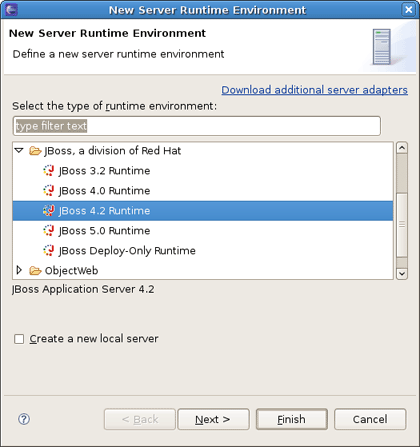 New Server Runtime Environment
New Server Runtime Environment
Define a new server runtime environment
Download additional server adapters
Select the type of runtime environment:
type filter text
JBoss, a division of Red Hat
JBoss 3.2 Runtime
JBoss 4.0 Runtime
JBoss 4.2 Runtime
JBoss 5.0 Runtime
JBoss Deploy-Only Runtime
ObjectWeb
JBoss Application Server 4.2
Create a new local server
? < Back Next > Finish Cancel